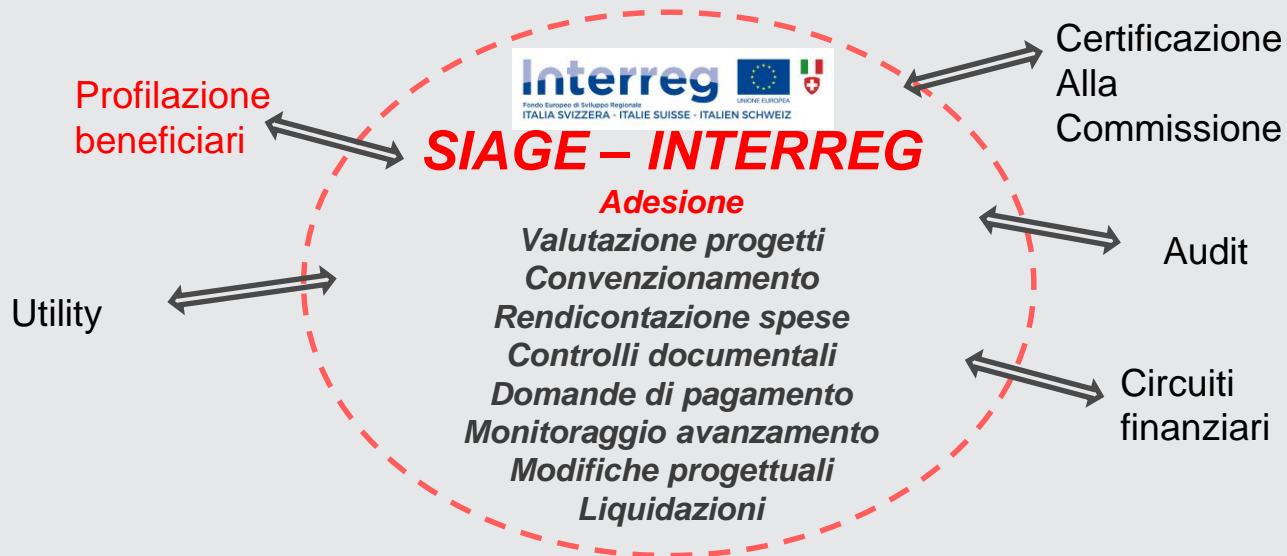 Profilazione
beneficiari
Utility
Interreg
UNIONE EUROPEA
Fondo Europeo di Sviluppo Regionale
ITALIA SVIZZERA - ITALIE SUISSE - ITALIEN SCHWEIZ
SIAGE – INTERREG
Adesione
Valutazione progetti
Convenzionamento
Rendicontazione spese
Controlli documentali
Domande di pagamento
Monitoraggio avanzamento
Modifiche progettuali
Liquidazioni
Certificazione
Alla
Commissione
Audit
Circuiti
finanziari